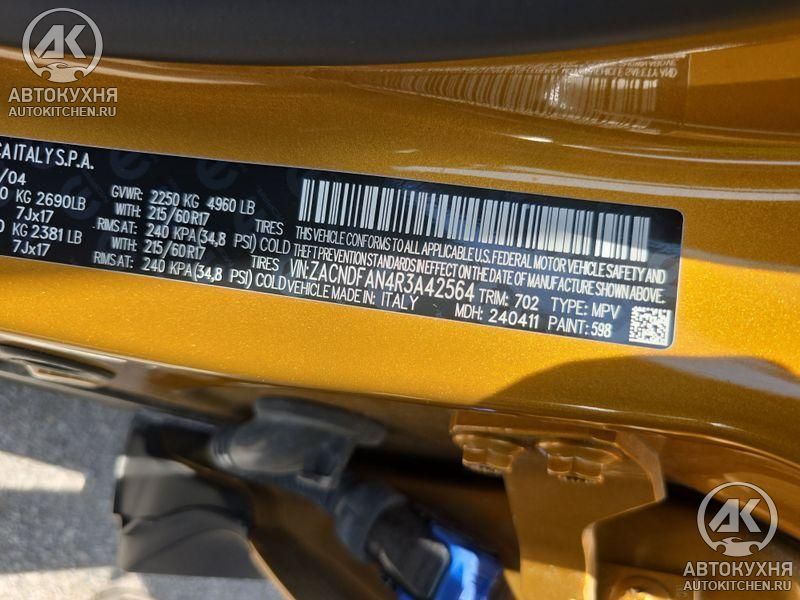 АК
АВТОКУХНЯ
AUTOKITCHEN.RU
CA ITALY S.P.A.
/04
KG 2690LB
7Jx17
KG 2381 LB
7Jx17
GVWR: 2250 KG 4960 LB
WITH: 215/60R17 TIRES
RIMS AT: 240 KPA(34,8 PSI) COLD
WITH: 215/60R17 TIRES
RIMS AT: 240 KPA(34,8 PSI) COLD
THIS VEHICLE CONFORMS TO ALL APPLICABLE U.S. FEDERAL MOTOR VEHICLE SAFETY AND
THEFT PREVENTION STANDARDS IN EFFECT ON THE DATE OF MANUFACTURE SHOWN ABOVE
VIN:ZACNDFAN4R3A42564 TRIM: 702 TYPE: MPV
VEHICLE MADE IN: ITALY MDH: 240411 PAINT: 598
АК
АВТОКУХНЯ
AUTOKITCHEN.RU